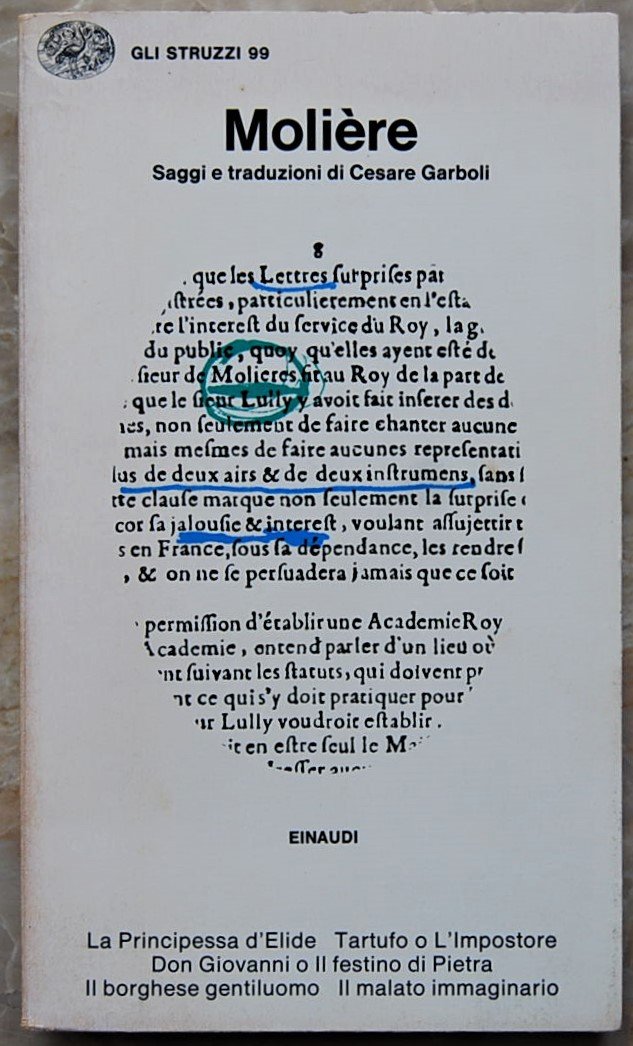 GLI STRUZZI 99
Molière
Saggi e traduzioni di Cesare Garboli
8
que les Lettres surprises par
ſtrées, particulierement en l'eſta
re l'intereſt du ſervice du Roy, la g
du public, quoy qu'elles ayent eſté de
ſieur de Molieres fit au Roy de la part de
que le ſieur Lully y avoit fait inſerer des d
nes, non ſeulement de faire chanter aucune
mais meſmes de faire aucunes repreſentati
lus de deux airs & de deux inſtrumens, ſans
tte clauſe marque non ſeulement la ſurpriſe
cor ſa jalouſie & intereſt, voulant aſſujettir
s en France, ſous ſa dépendance, les rendre
, & on ne ſe perſuadera jamais que ce ſoit
permiſſion d'établir une Academie Roy
cademie, entend parler d'un lieu où
nt ſuivant les ſtatuts, qui doivent pr
nt ce qui s'y doit pratiquer pour
ur Lully voudroit eſtablir.
it en eſtre ſeul le M
EINAUDI
La Principessa d'Elide Tartufo o L'Impostore
Don Giovanni o Il festino di Pietra
Il borghese gentiluomo Il malato immaginario